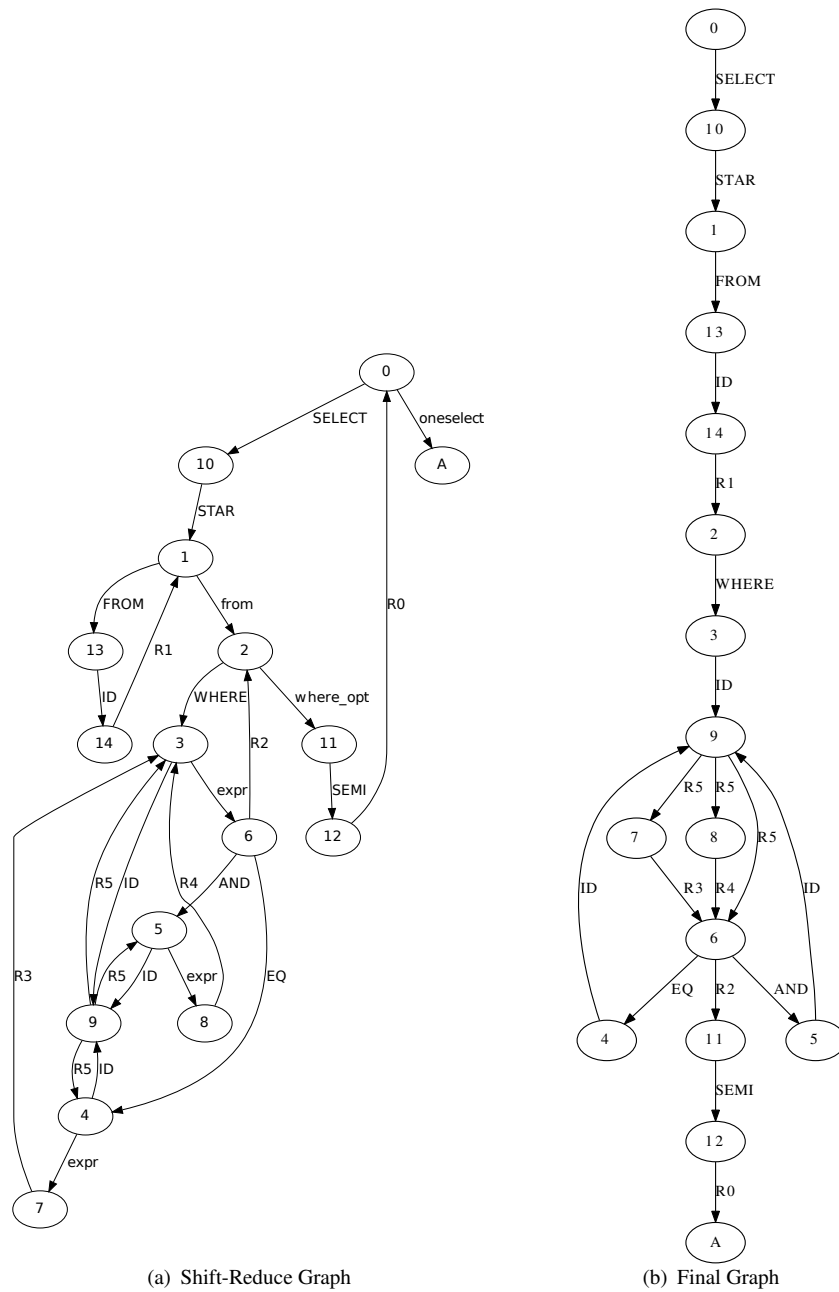 0
SELECT
oneselect
10
A
STAR
1
FROM
from
R0
13
R1
2
ID
WHERE
where_opt
14
3
R2
11
expr
SEMI
6
12
R5
ID
R4
AND
5
R3
R5
ID
expr
EQ
9
8
R5
ID
4
expr
7
(a) Shift-Reduce Graph
0
SELECT
10
STAR
1
FROM
13
ID
14
R1
2
WHERE
3
ID
9
R5
R5
7
8
R5
ID
R3
R4
ID
6
EQ
R2
AND
4
11
5
SEMI
12
R0
A
(b) Final Graph